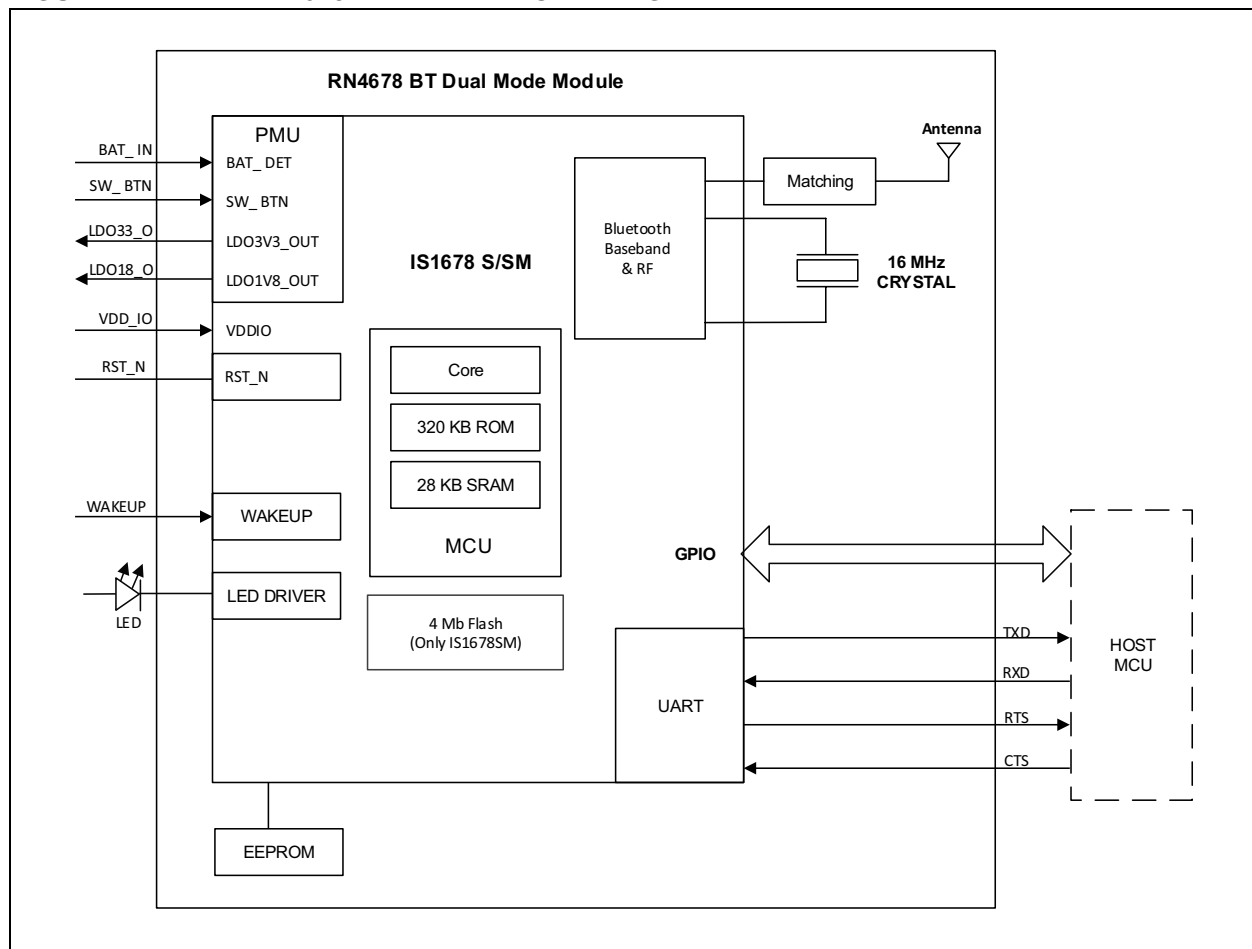 RN4678 BT Dual Mode Module
PMU
BAT_ IN
BAT_ DET
SW_ BTN
SW_ BTN
LDO33_O
LDO3V3_OUT
LDO18_O
LDO1V8_OUT
VDD_IO
VDDIO
RST_N
RST_N
WAKEUP
WAKEUP
LED DRIVER
LED
IS1678 S/SM
Core
320 KB ROM
28 KB SRAM
MCU
4 Mb Flash
(Only IS1678SM)
Bluetooth
Baseband
& RF
Matching
Antenna
16 MHz
CRYSTAL
GPIO
UART
TXD
RXD
RTS
CTS
HOST
MCU
EEPROM